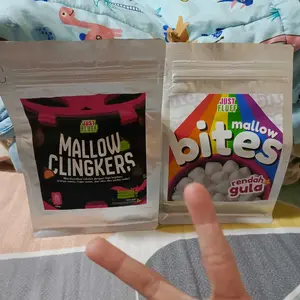 JUST
FLUFF
MALLOW
CLINGKERS
JUST
FLUFF
mallow
bites
rendah
gula